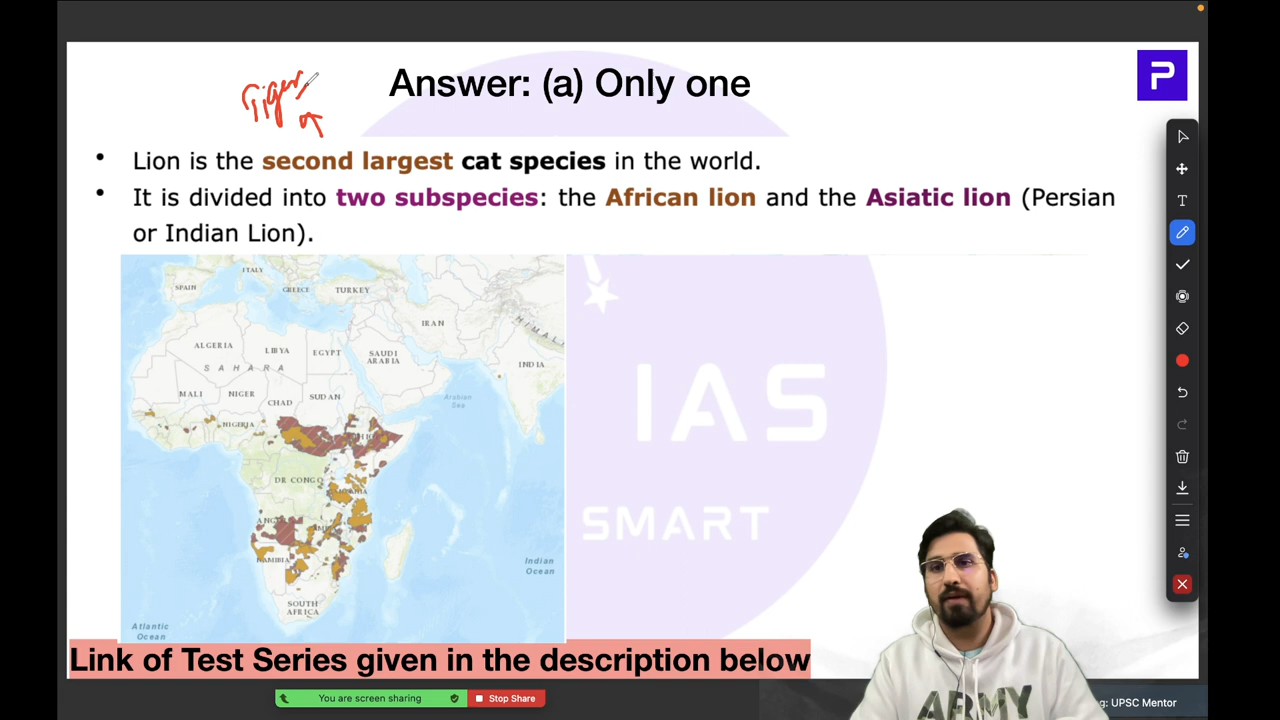 Tiger
Answer: (a) Only one
P
• Lion is the second largest cat species in the world.
• It is divided into two subspecies: the African lion and the Asiatic lion (Persian
or Indian Lion).
ITALY
SPAIN
GREECE
TURKEY
IRAN
HIMAL
ALGERIA
LIBYA
EGYPT
SAUDI
ARABIA
INDIA
SAHARA
MALI
NIGER
CHAD
SUDAN
Arabian
Sea
NIGERIA
DR CONGO
NAMIBIA
SOUTH
AFRICA
Indian
Ocean
Atlantic
Ocean
IAS
SMART
T
Link of Test Series given in the description below
ARMY
You are screen sharing
Stop Share
g: UPSC Mentor